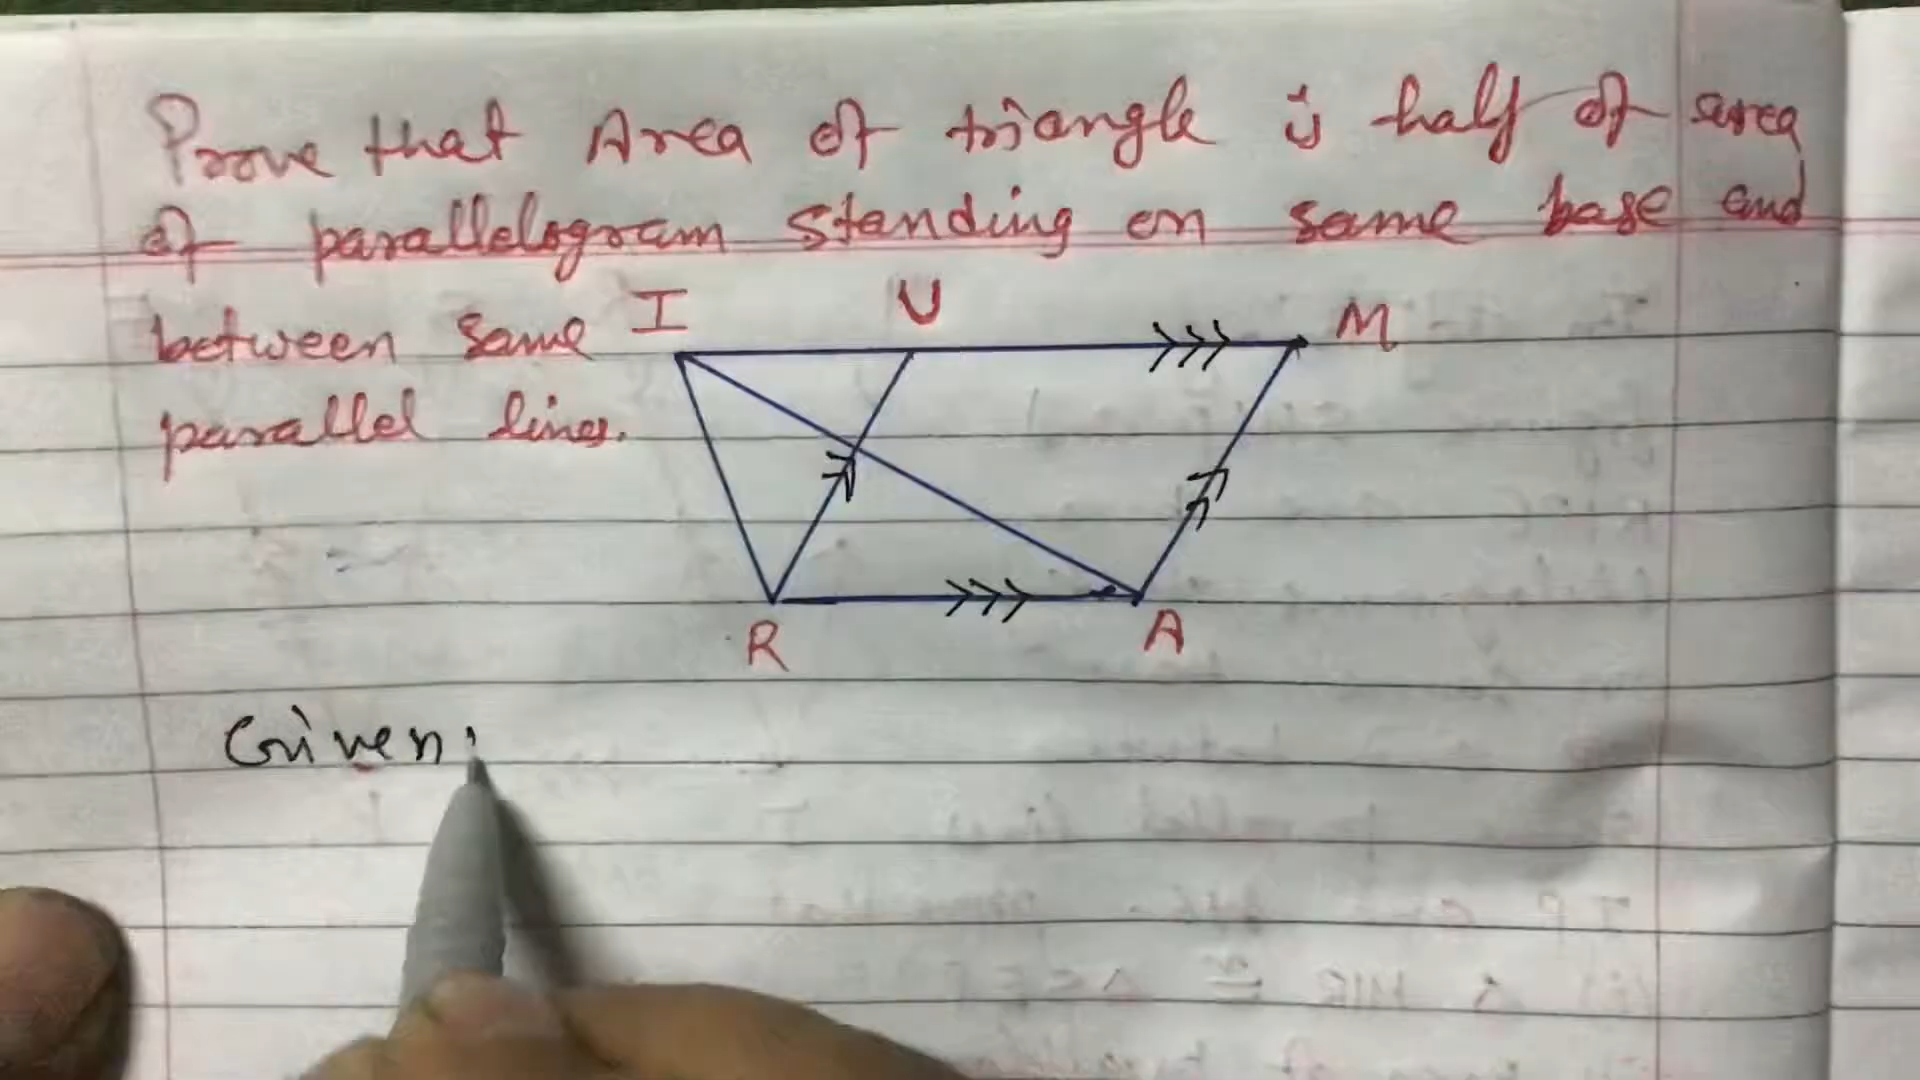 Prove that Area of triangle is half of area
of parallelogram standing on same base and
between same
parallel lines.
I U M
R A
Given: